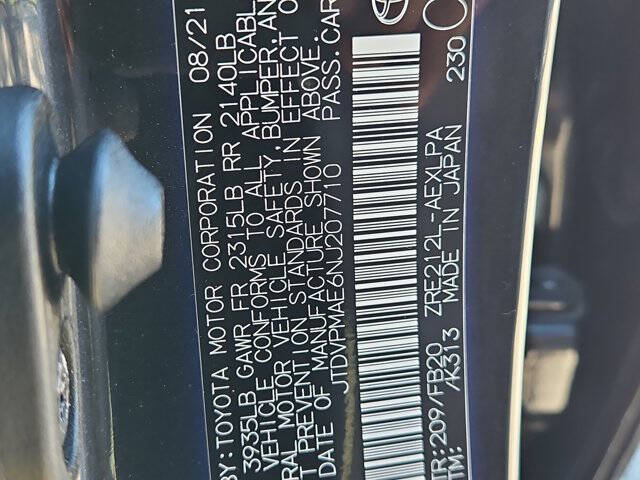 BY:TOYOTA MOTOR CORPORATION 08/21
3935LB GAWR FR 2315LB RR 2140LB
VEHICLE CONFORMS TO ALL APPLICABL
RAL MOTOR VEHICLE SAFETY, BUMPER, AN
T PREVENTION STANDARDS IN EFFECT O
DATE OF MANUFACTURE SHOWN ABOVE.
JTDVPMAE6NJ207710 PASS.CAR
TR:209/FB20 ZRE212L-AEXLPA 230
TM: /K313 MADE IN JAPAN